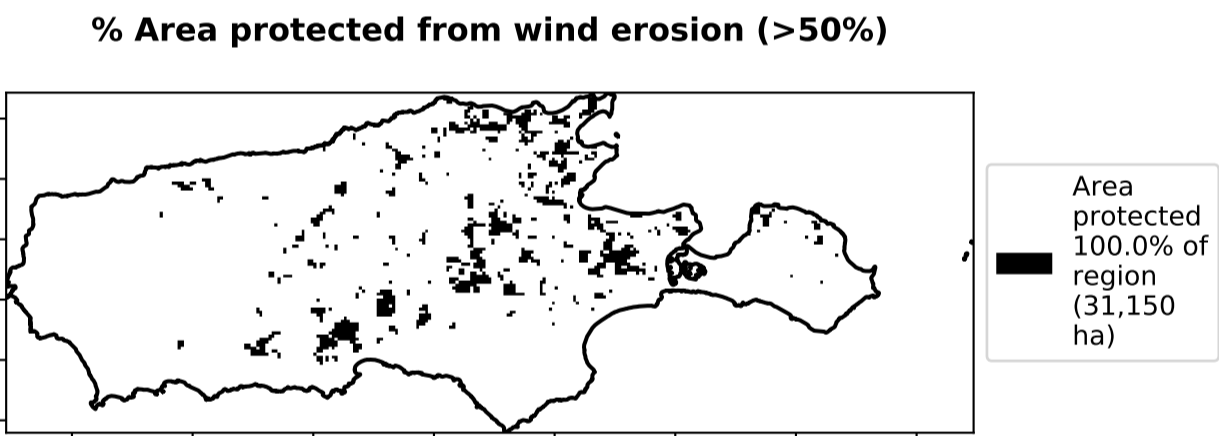 % Area protected from wind erosion (>50%)
Area
protected
100.0% of
region
(31,150
ha)